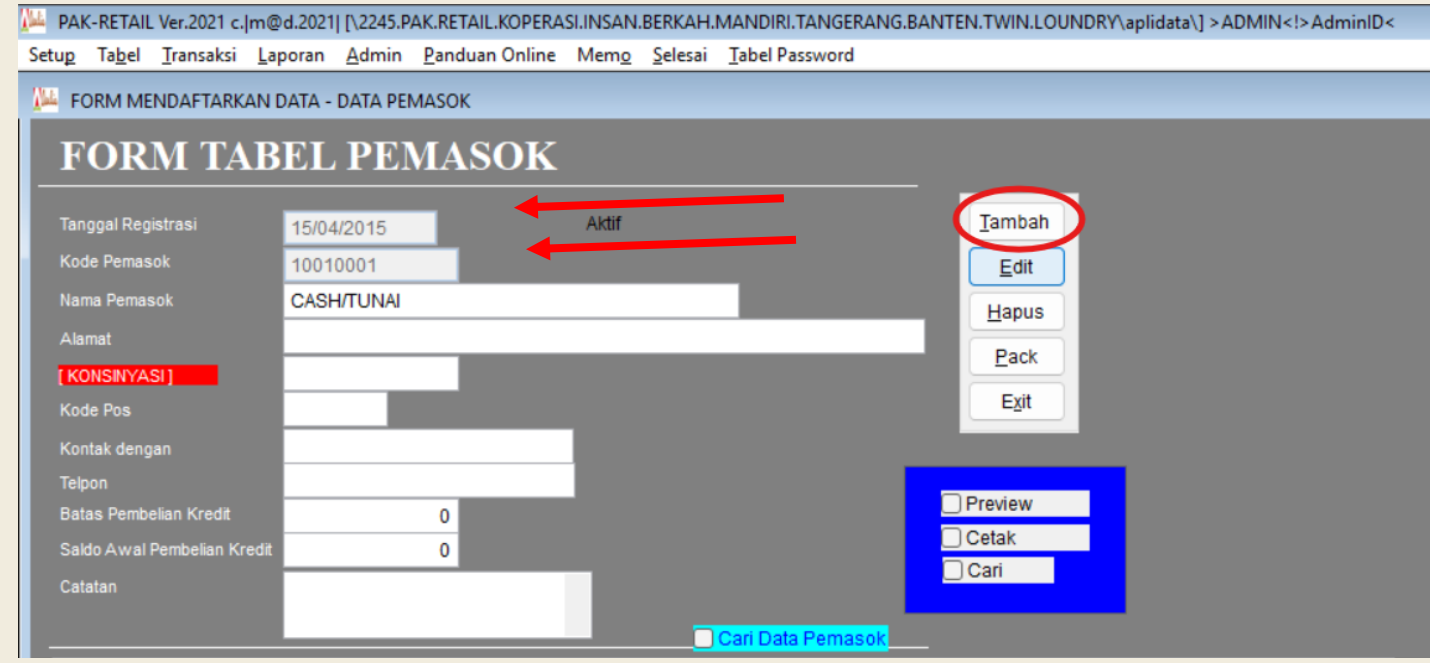 PAK-RETAIL Ver.2021 c.|m@d.2021| [\2245.PAK.RETAIL.KOPERASI.INSAN.BERKAH.MANDIRI.TANGERANG.BANTEN.TWIN.LOUNDRY\aplidata\] >ADMIN<!>AdminID<
Setup Tabel Transaksi Laporan Admin Panduan Online Memo Selesai Tabel Password
FORM MENDAFTARKAN DATA - DATA PEMASOK
FORM TABEL PEMASOK
Tanggal Registrasi 15/04/2015 Aktif
Kode Pemasok 10010001
Nama Pemasok CASH/TUNAI
Alamat
[ KONSINYASI ]
Kode Pos
Kontak dengan
Telpon
Batas Pembelian Kredit 0
Saldo Awal Pembelian Kredit 0
Catatan
Tambah
Edit
Hapus
Pack
Exit
Preview
Cetak
Cari
Cari Data Pemasok